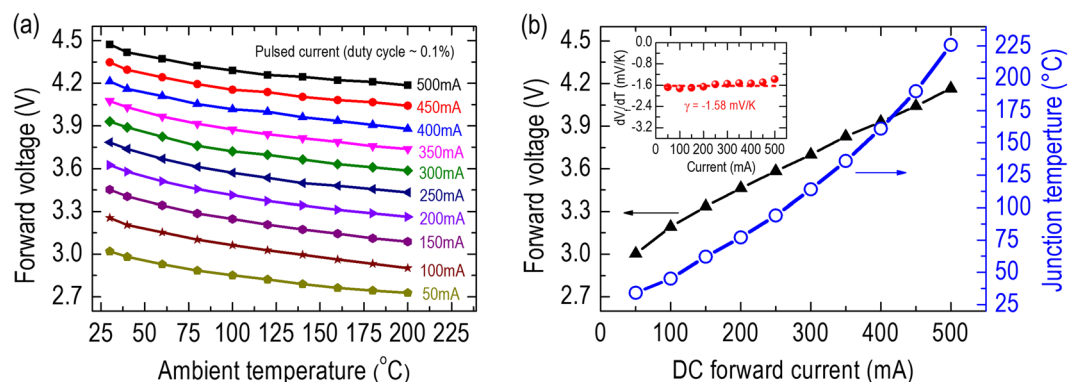 (a)
Forward voltage (V)
4.5
4.2
3.9
3.6
3.3
3.0
2.7
Pulsed current (duty cycle ~ 0.1%)
500mA
450mA
400mA
350mA
300mA
250mA
200mA
150mA
100mA
50mA
25 50 75 100 125 150 175 200 225
Ambient temperature (°C)
(b)
Forward voltage (V)
4.5
4.2
3.9
3.6
3.3
3.0
2.7
dVf/dT (mV/K)
0.0
-0.8
-1.6
-2.4
-3.2
γ = -1.58 mV/K
0 100 200 300 400 500
Current (mA)
225
200
175
150
125
100
75
50
25
Junction temperture (°C)
0 100 200 300 400 500
DC forward current (mA)